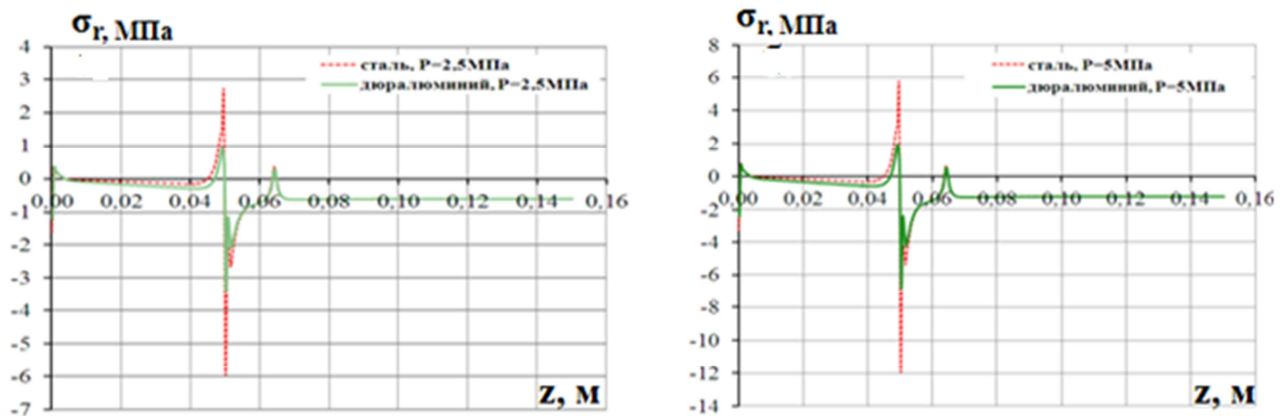 σr, МПа
4
3
2
1
0
-1
-2
-3
-4
-5
-6
-7
0,00 0,02 0,04 0,06 0,08 0,10 0,12 0,14 0,16
сталь, P=2,5МПа
дюралюминий, P=2,5МПа
z, м
σr, МПа
8
6
4
2
0
-2
-4
-6
-8
-10
-12
-14
0,00 0,02 0,04 0,06 0,08 0,10 0,12 0,14 0,16
сталь, P=5МПа
дюралюминий, P=5МПа
z, м